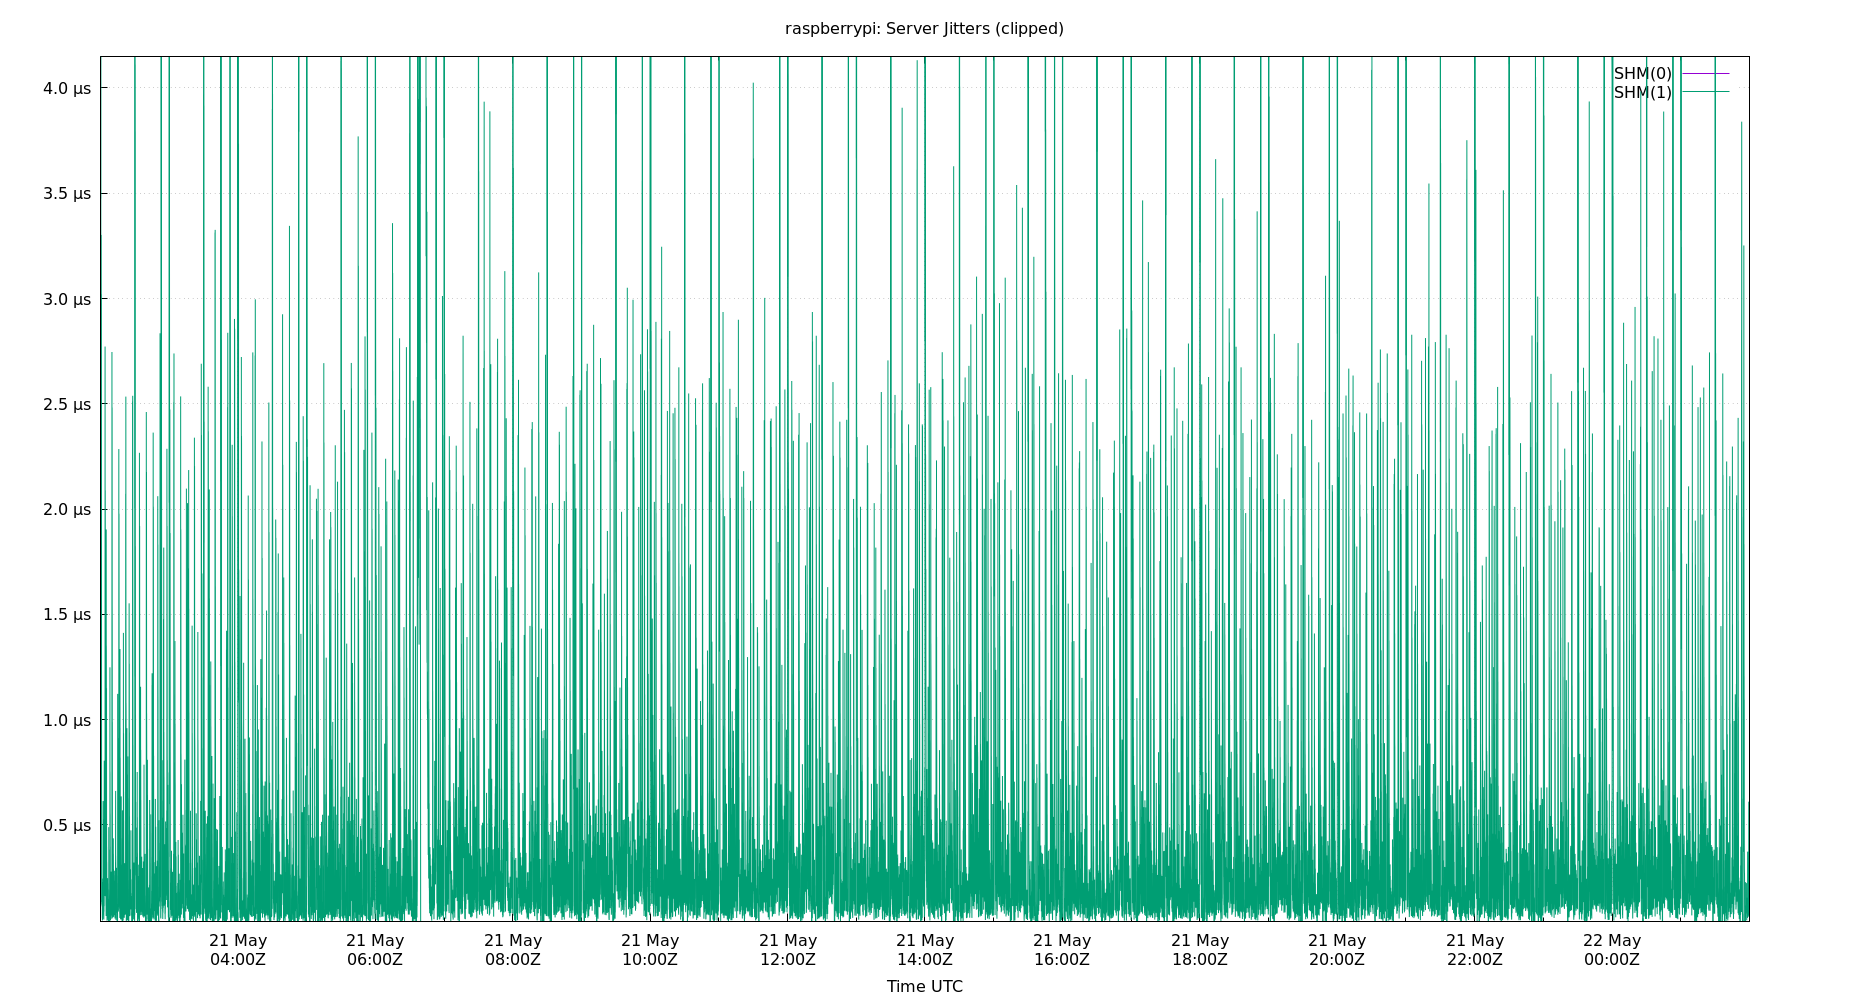 raspberrypi: Server Jitters (clipped)
SHM(0)
SHM(1)
4.0 µs
3.5 µs
3.0 µs
2.5 µs
2.0 µs
1.5 µs
1.0 µs
0.5 µs
21 May 21 May 21 May 21 May 21 May 21 May 21 May 21 May 21 May 21 May 22 May
04:00Z 06:00Z 08:00Z 10:00Z 12:00Z 14:00Z 16:00Z 18:00Z 20:00Z 22:00Z 00:00Z
Time UTC